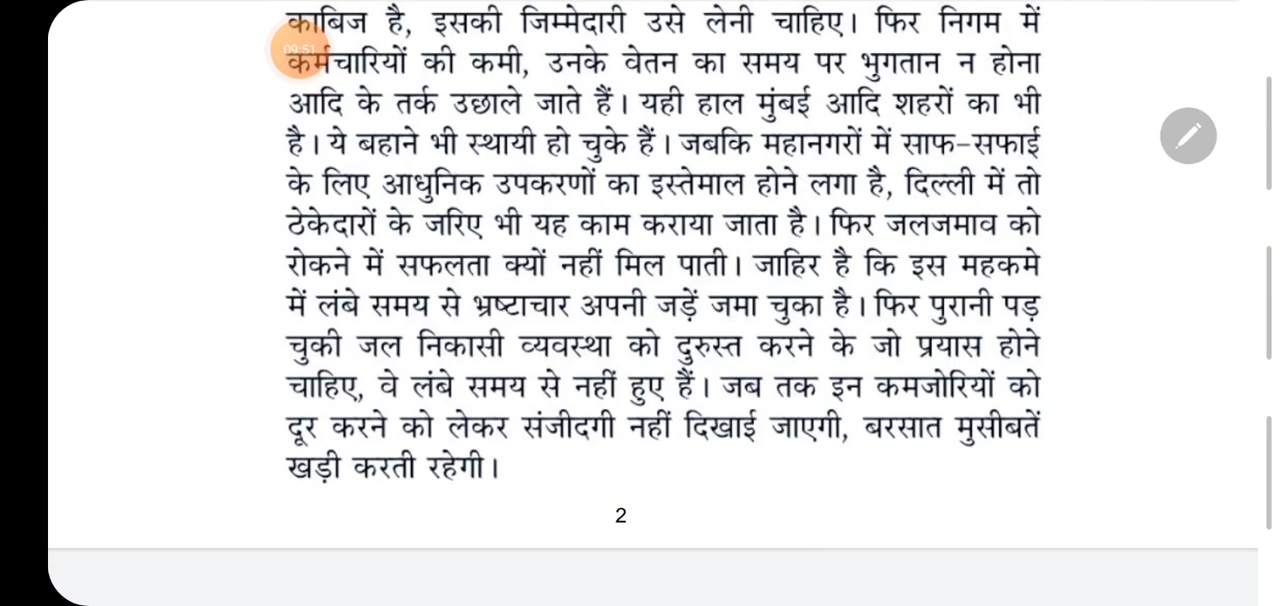 काबिज है, इसकी जिम्मेदारी उसे लेनी चाहिए। फिर निगम में
09:51
कर्मचारियों की कमी, उनके वेतन का समय पर भुगतान न होना
आदि के तर्क उछाले जाते हैं। यही हाल मुंबई आदि शहरों का भी
है। ये बहाने भी स्थायी हो चुके हैं। जबकि महानगरों में साफ-सफाई
के लिए आधुनिक उपकरणों का इस्तेमाल होने लगा है, दिल्ली में तो
ठेकेदारों के जरिए भी यह काम कराया जाता है। फिर जलजमाव को
रोकने में सफलता क्यों नहीं मिल पाती। जाहिर है कि इस महकमे
में लंबे समय से भ्रष्टाचार अपनी जड़ें जमा चुका है। फिर पुरानी पड़
चुकी जल निकासी व्यवस्था को दुरुस्त करने के जो प्रयास होने
चाहिए, वे लंबे समय से नहीं हुए हैं। जब तक इन कमजोरियों को
दूर करने को लेकर संजीदगी नहीं दिखाई जाएगी, बरसात मुसीबतें
खड़ी करती रहेगी।
2